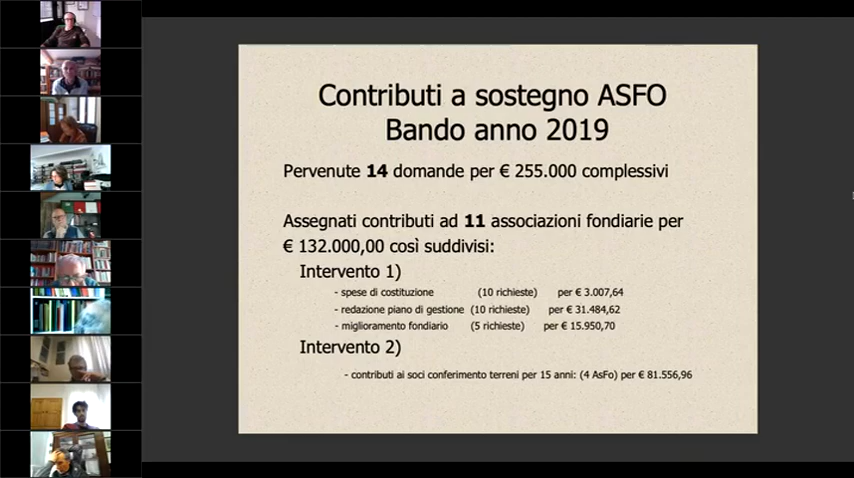 Contributi a sostegno ASFO
Bando anno 2019
Pervenute 14 domande per € 255.000 complessivi
Assegnati contributi ad 11 associazioni fondiarie per
€ 132.000,00 così suddivisi:
Intervento 1)
- spese di costituzione (10 richieste) per € 3.007,64
- redazione piano di gestione (10 richieste) per € 31.484,62
- miglioramento fondiario (5 richieste) per € 15.950,70
Intervento 2)
- contributi ai soci conferimento terreni per 15 anni: (4 AsFo) per € 81.556,96